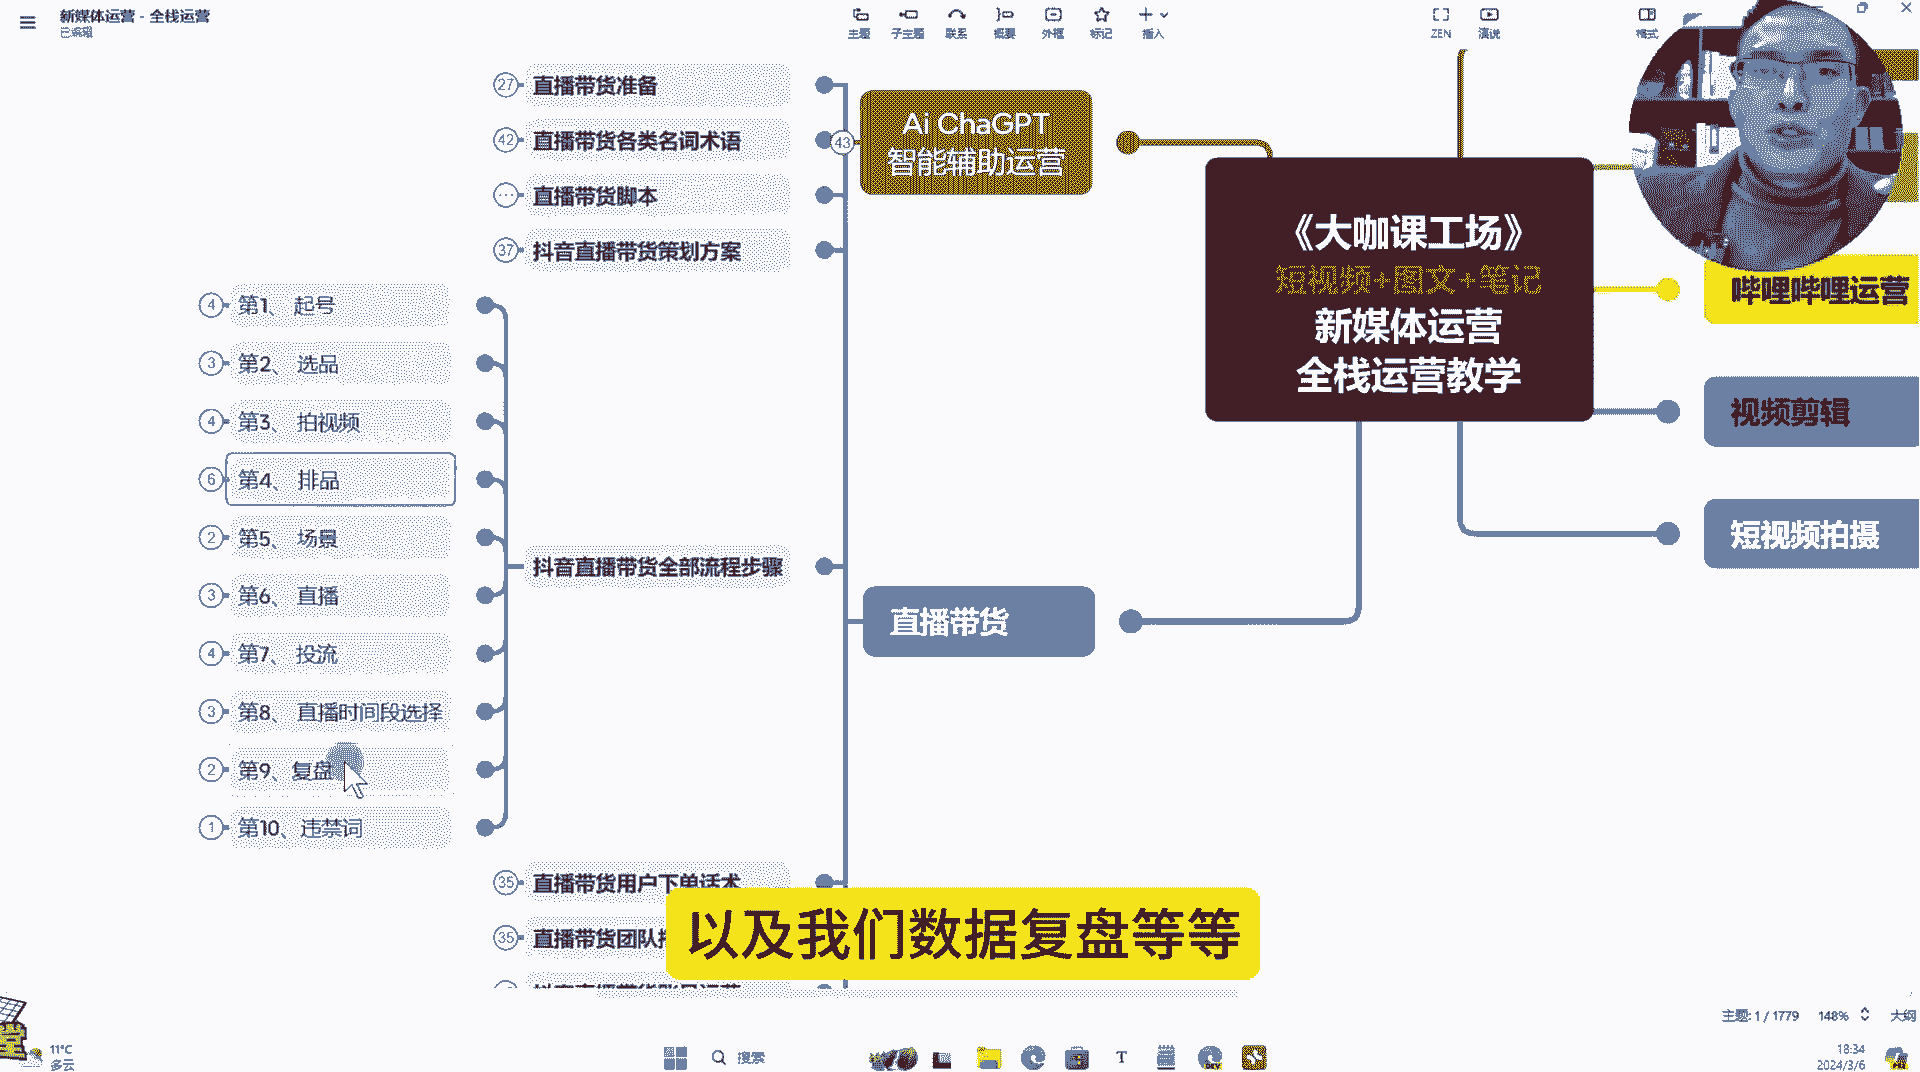 新媒体运营 - 全栈运营
已编辑
主题
子主题
联系
概要
外框
标记
插入
ZEN
演说
格式
27
直播带货准备
42
直播带货各类名词术语
直播带货脚本
37
抖音直播带货策划方案
43
Ai ChaGPT
智能辅助运营
《大咖课工场》
短视频+图文+笔记
新媒体运营
全栈运营教学
哔哩哔哩运营
视频剪辑
短视频拍摄
4
第1、 起号
3
第2、 选品
4
第3、 拍视频
6
第4、 排品
2
第5、 场景
3
第6、 直播
4
第7、 投流
3
第8、 直播时间段选择
2
第9、复盘
1
第10、违禁词
抖音直播带货全部流程步骤
直播带货
35
直播带货用户下单话术
35
直播带货团队
以及我们数据复盘等等
主题: 1 / 1779
148%
大纲
11°C
多云
搜索
18:34
2024/3/6